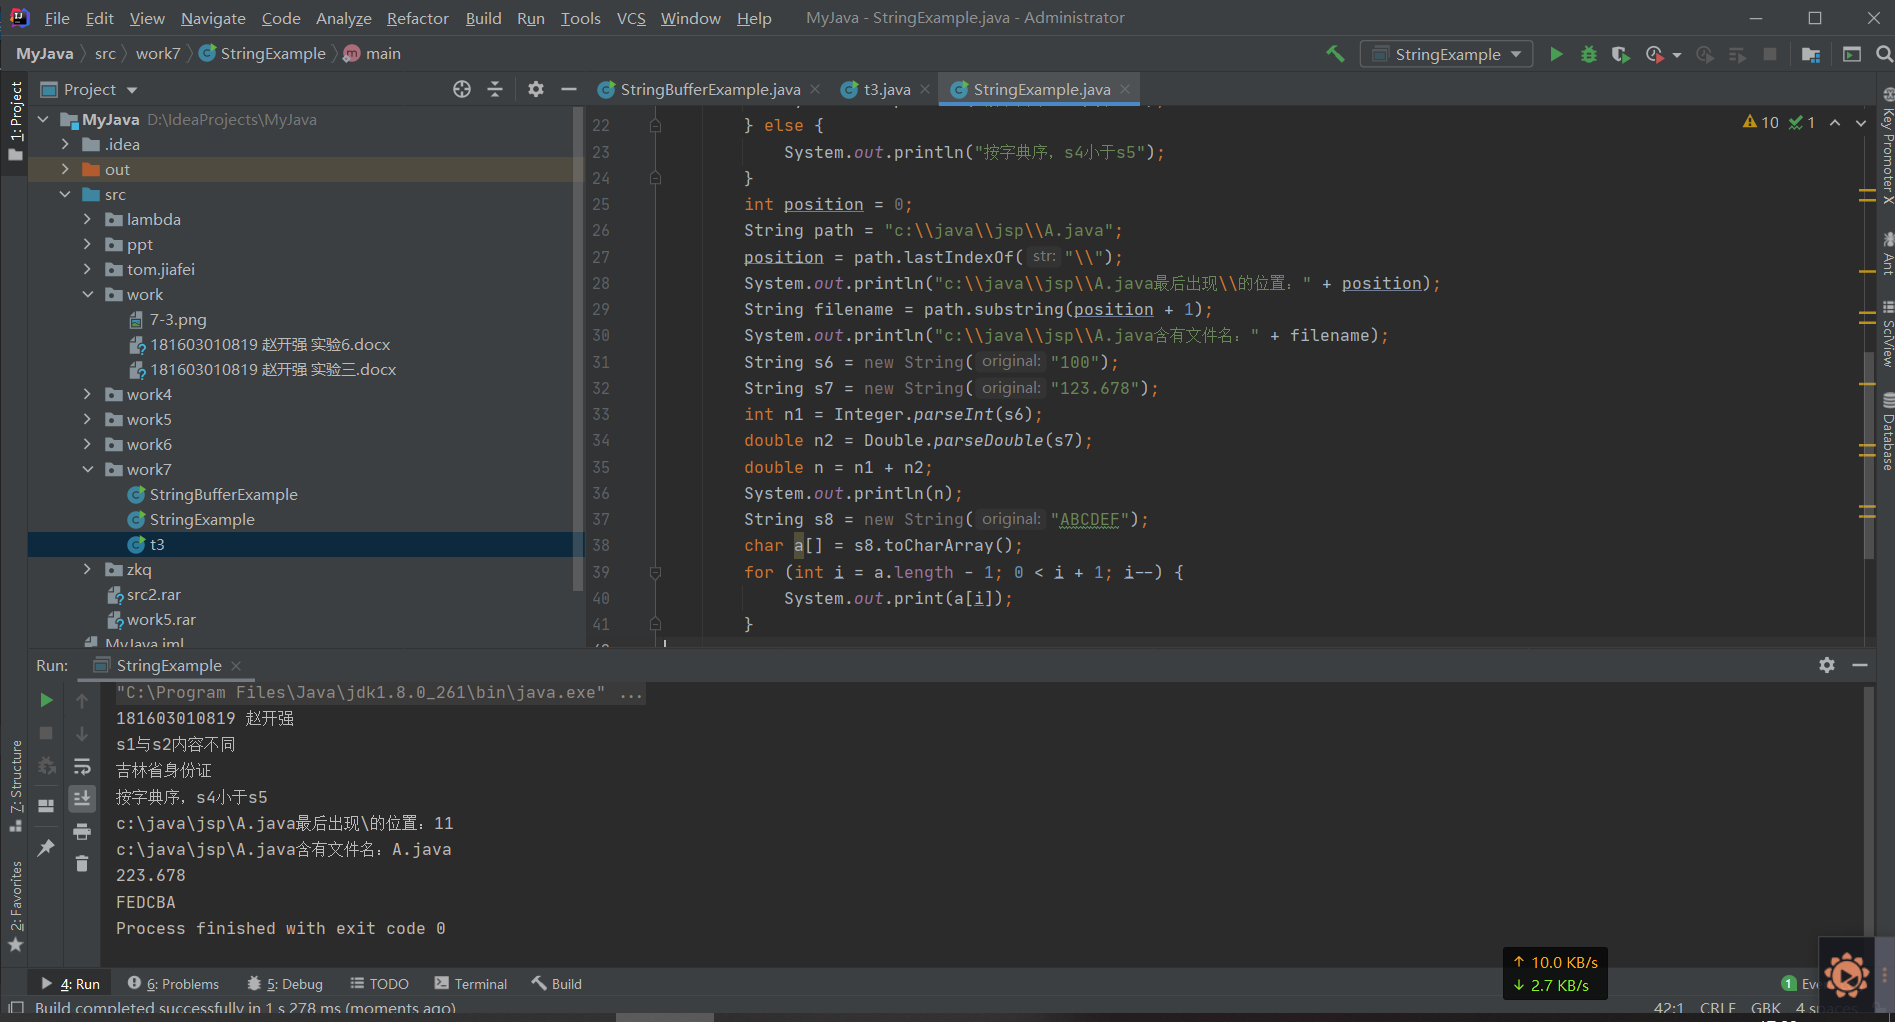 File Edit View Navigate Code Analyze Refactor Build Run Tools VCS Window Help MyJava - StringExample.java - Administrator
MyJava src work7 StringExample main
StringExample
1: Project
Project
StringBufferExample.java t3.java StringExample.java
MyJava D:\IdeaProjects\MyJava
.idea
out
src
lambda
ppt
tom.jiafei
work
7-3.png
181603010819 赵开强 实验6.docx
181603010819 赵开强 实验三.docx
work4
work5
work6
work7
StringBufferExample
StringExample
t3
zkq
src2.rar
work5.rar
MyJava.iml
10 1
22 } else {
23 System.out.println("按字典序，s4小于s5");
24 }
25 int position = 0;
26 String path = "c:\\java\\jsp\\A.java";
27 position = path.lastIndexOf( str: "\\");
28 System.out.println("c:\\java\\jsp\\A.java最后出现\\的位置：" + position);
29 String filename = path.substring(position + 1);
30 System.out.println("c:\\java\\jsp\\A.java含有文件名：" + filename);
31 String s6 = new String( original: "100");
32 String s7 = new String( original: "123.678");
33 int n1 = Integer.parseInt(s6);
34 double n2 = Double.parseDouble(s7);
35 double n = n1 + n2;
36 System.out.println(n);
37 String s8 = new String( original: "ABCDEF");
38 char a[] = s8.toCharArray();
39 for (int i = a.length - 1; 0 < i + 1; i--) {
40 System.out.print(a[i]);
41 }
Key Promoter X
Ant
SciView
Database
Run: StringExample
"C:\Program Files\Java\jdk1.8.0_261\bin\java.exe" ...
181603010819 赵开强
s1与s2内容不同
吉林省身份证
按字典序，s4小于s5
c:\java\jsp\A.java最后出现\的位置：11
c:\java\jsp\A.java含有文件名：A.java
223.678
FEDCBA
Process finished with exit code 0
Z: Structure
2: Favorites
4: Run 6: Problems 5: Debug TODO Terminal Build
↑ 10.0 KB/s
↓ 2.7 KB/s
1
Build completed successfully in 1 s 278 ms (moments ago)
42:1 CRLF GBK 4 spaces